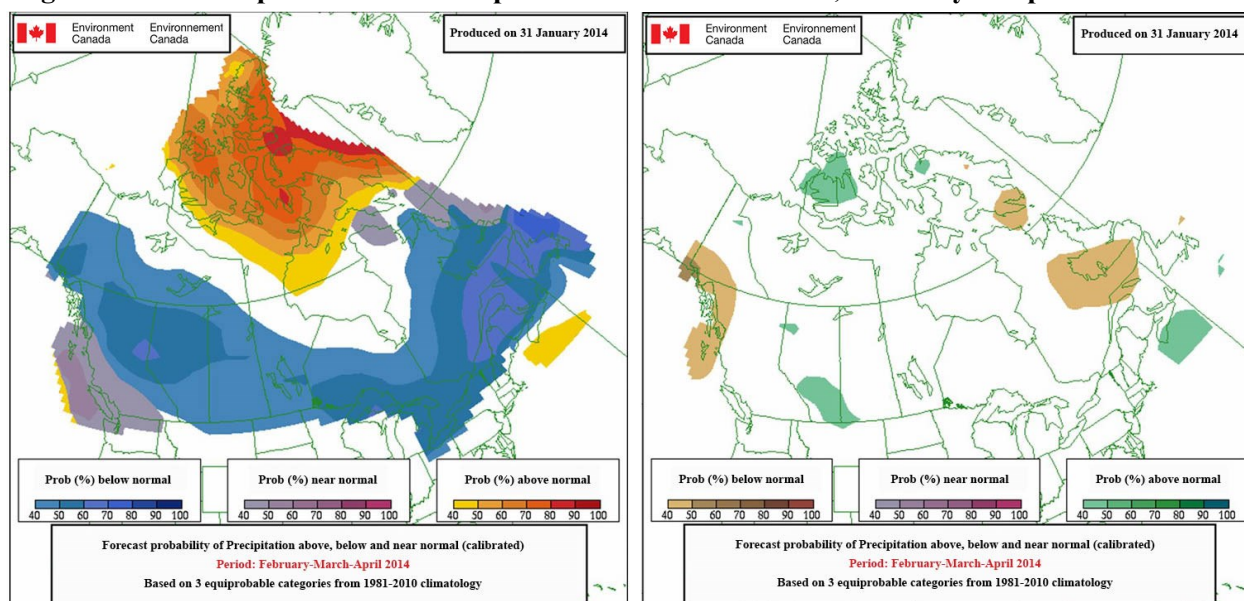 Environment Canada
Environnement Canada
Produced on 31 January 2014
Prob (%) below normal
40 50 60 70 80 90 100
Prob (%) near normal
40 50 60 70 80 90 100
Prob (%) above normal
40 50 60 70 80 90 100
Forecast probability of Precipitation above, below and near normal (calibrated)
Period: February-March-April 2014
Based on 3 equiprobable categories from 1981-2010 climatology
Environment Canada
Environnement Canada
Produced on 31 January 2014
Prob (%) below normal
40 50 60 70 80 90 100
Prob (%) near normal
40 50 60 70 80 90 100
Prob (%) above normal
40 50 60 70 80 90 100
Forecast probability of Precipitation above, below and near normal (calibrated)
Period: February-March-April 2014
Based on 3 equiprobable categories from 1981-2010 climatology